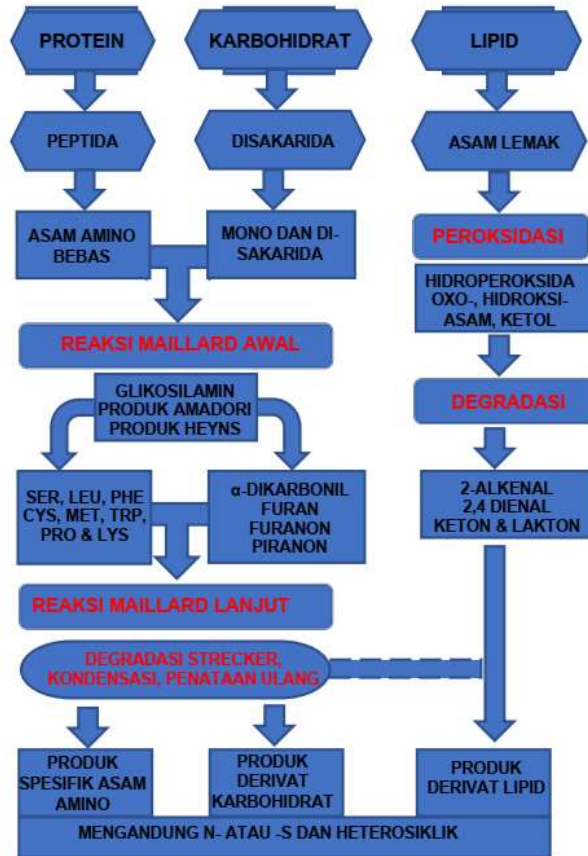 PROTEIN
KARBOHIDRAT
LIPID
PEPTIDA
DISAKARIDA
ASAM LEMAK
ASAM AMINO
BEBAS
MONO DAN DI-
SAKARIDA
PEROKSIDASI
HIDROPEROKSIDA
OXO-, HIDROKSI-
ASAM, KETOL
REAKSI MAILLARD AWAL
GLIKOSILAMIN
PRODUK AMADORI
PRODUK HEYNS
DEGRADASI
SER, LEU, PHE
CYS, MET, TRP,
PRO & LYS
α-DIKARBONIL
FURAN
FURANON
PIRANON
2-ALKENAL
2,4 DIENAL
KETON & LAKTON
REAKSI MAILLARD LANJUT
DEGRADASI STRECKER,
KONDENSASI, PENATAAN ULANG
PRODUK
SPESIFIK ASAM
AMINO
PRODUK
DERIVAT
KARBOHIDRAT
PRODUK
DERIVAT LIPID
MENGANDUNG N- ATAU -S DAN HETEROSIKLIK